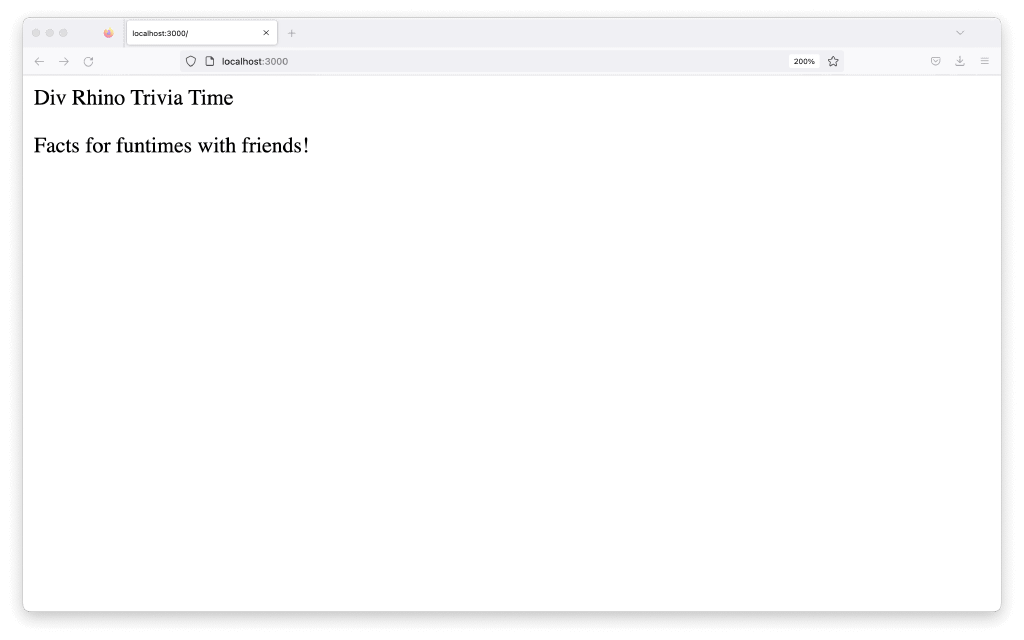 localhost:3000/
localhost:3000
200%
Div Rhino Trivia Time
Facts for funtimes with friends!